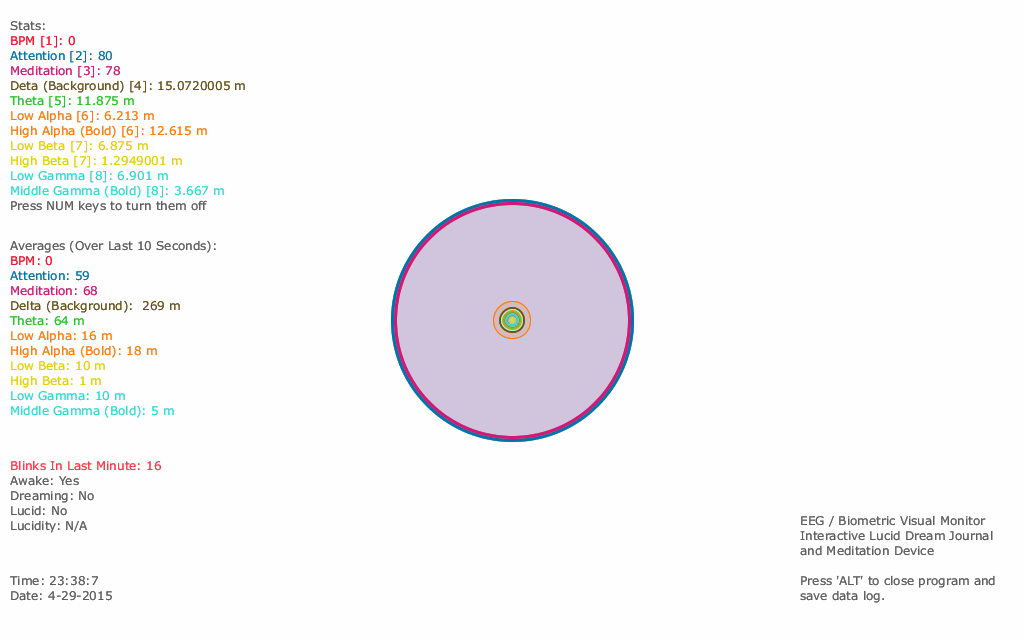 Stats:
BPM [1]: 0
Attention [2]: 80
Meditation [3]: 78
Deta (Background) [4]: 15.0720005 m
Theta [5]: 11.875 m
Low Alpha [6]: 6.213 m
High Alpha (Bold) [6]: 12.615 m
Low Beta [7]: 6.875 m
High Beta [7]: 1.2949001 m
Low Gamma [8]: 6.901 m
Middle Gamma (Bold) [8]: 3.667 m
Press NUM keys to turn them off
Averages (Over Last 10 Seconds):
BPM: 0
Attention: 59
Meditation: 68
Delta (Background):  269 m
Theta: 64 m
Low Alpha: 16 m
High Alpha (Bold): 18 m
Low Beta: 10 m
High Beta: 1 m
Low Gamma: 10 m
Middle Gamma (Bold): 5 m
Blinks In Last Minute: 16
Awake: Yes
Dreaming: No
Lucid: No
Lucidity: N/A
Time: 23:38:7
Date: 4-29-2015
EEG / Biometric Visual Monitor
Interactive Lucid Dream Journal
and Meditation Device
Press 'ALT' to close program and
save data log.